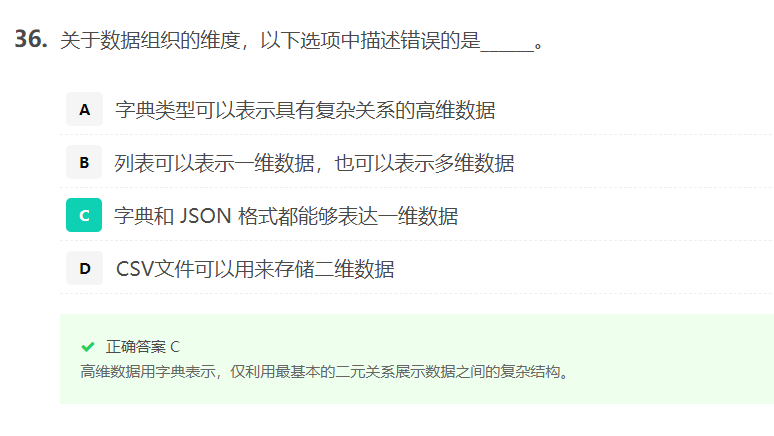 36. 关于数据组织的维度，以下选项中描述错误的是______。
A 字典类型可以表示具有复杂关系的高维数据
B 列表可以表示一维数据，也可以表示多维数据
C 字典和 JSON 格式都能够表达一维数据
D CSV文件可以用来存储二维数据
正确答案 C
高维数据用字典表示，仅利用最基本的二元关系展示数据之间的复杂结构。